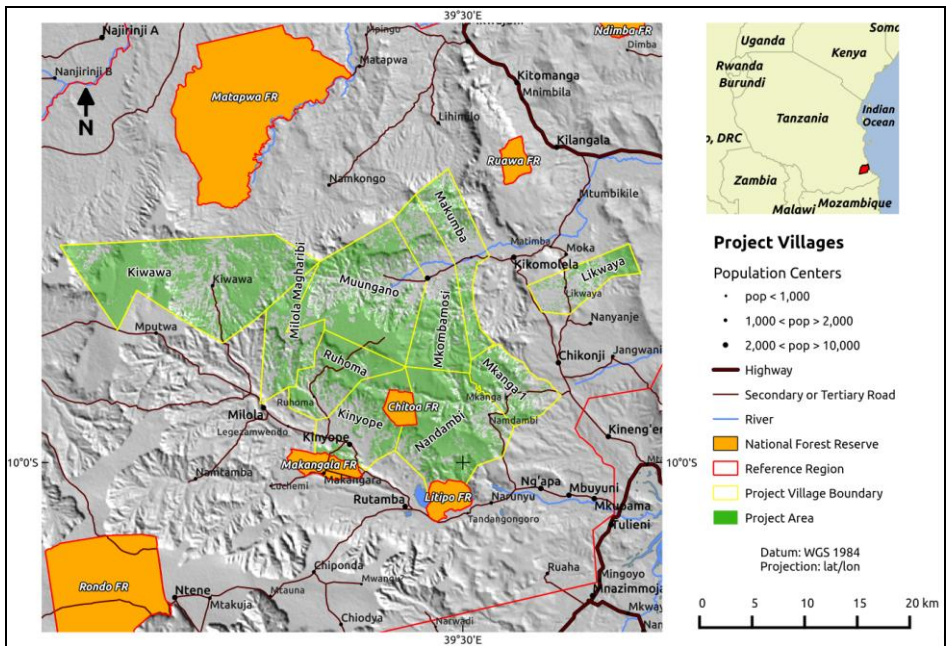 39°30'E
Najirinji A
Nanjirinji B
N
Mpingo
Matapwa
Matapwa FR
Ndimba FR
Dimba
Kitomanga
Mnimbila
Lihimilo
Kilangala
Ruawa FR
Namkongo
Mtumbikile
Makumba
Matimba
Moka
Kikomolela
Likwaya
Likwaya
Kiwawa
Kiwawa
Milola Magharibi
Muungano
Mkombamosi
Nanyanje
Mputwa
Chikonji
Jangwani
Ruhoma
Mkanga 1
Mkanga
Ruhoma
Chitoa FR
Kinyope
Nandambi
Namdambi
Milola
Legezamwendo
Kinyope
Kineng'en
10°0'S
10°0'S
Makangala FR
Makangara
Namtamba
Luchemi
Rutamba
Litipo FR
Narunyu
Ng'apa
Mbuyuni
Mkupama
Tandangongoro
Tulieni
Rondo FR
Ntene
Mtakuja
Mtauna
Chiponda
Mwangu
Chiodya
Ruaha
Mingoyo
Mnazimmoja
Mkway
Narwadi
39°30'E
Uganda
Kenya
Somo
Rwanda
Burundi
Tanzania
Indian
Ocean
o, DRC
Zambia
Malawi
Mozambique
Project Villages
Population Centers
pop < 1,000
1,000 < pop > 2,000
2,000 < pop > 10,000
Highway
Secondary or Tertiary Road
River
National Forest Reserve
Reference Region
Project Village Boundary
Project Area
Datum: WGS 1984
Projection: lat/lon
0 5 10 15 20 km